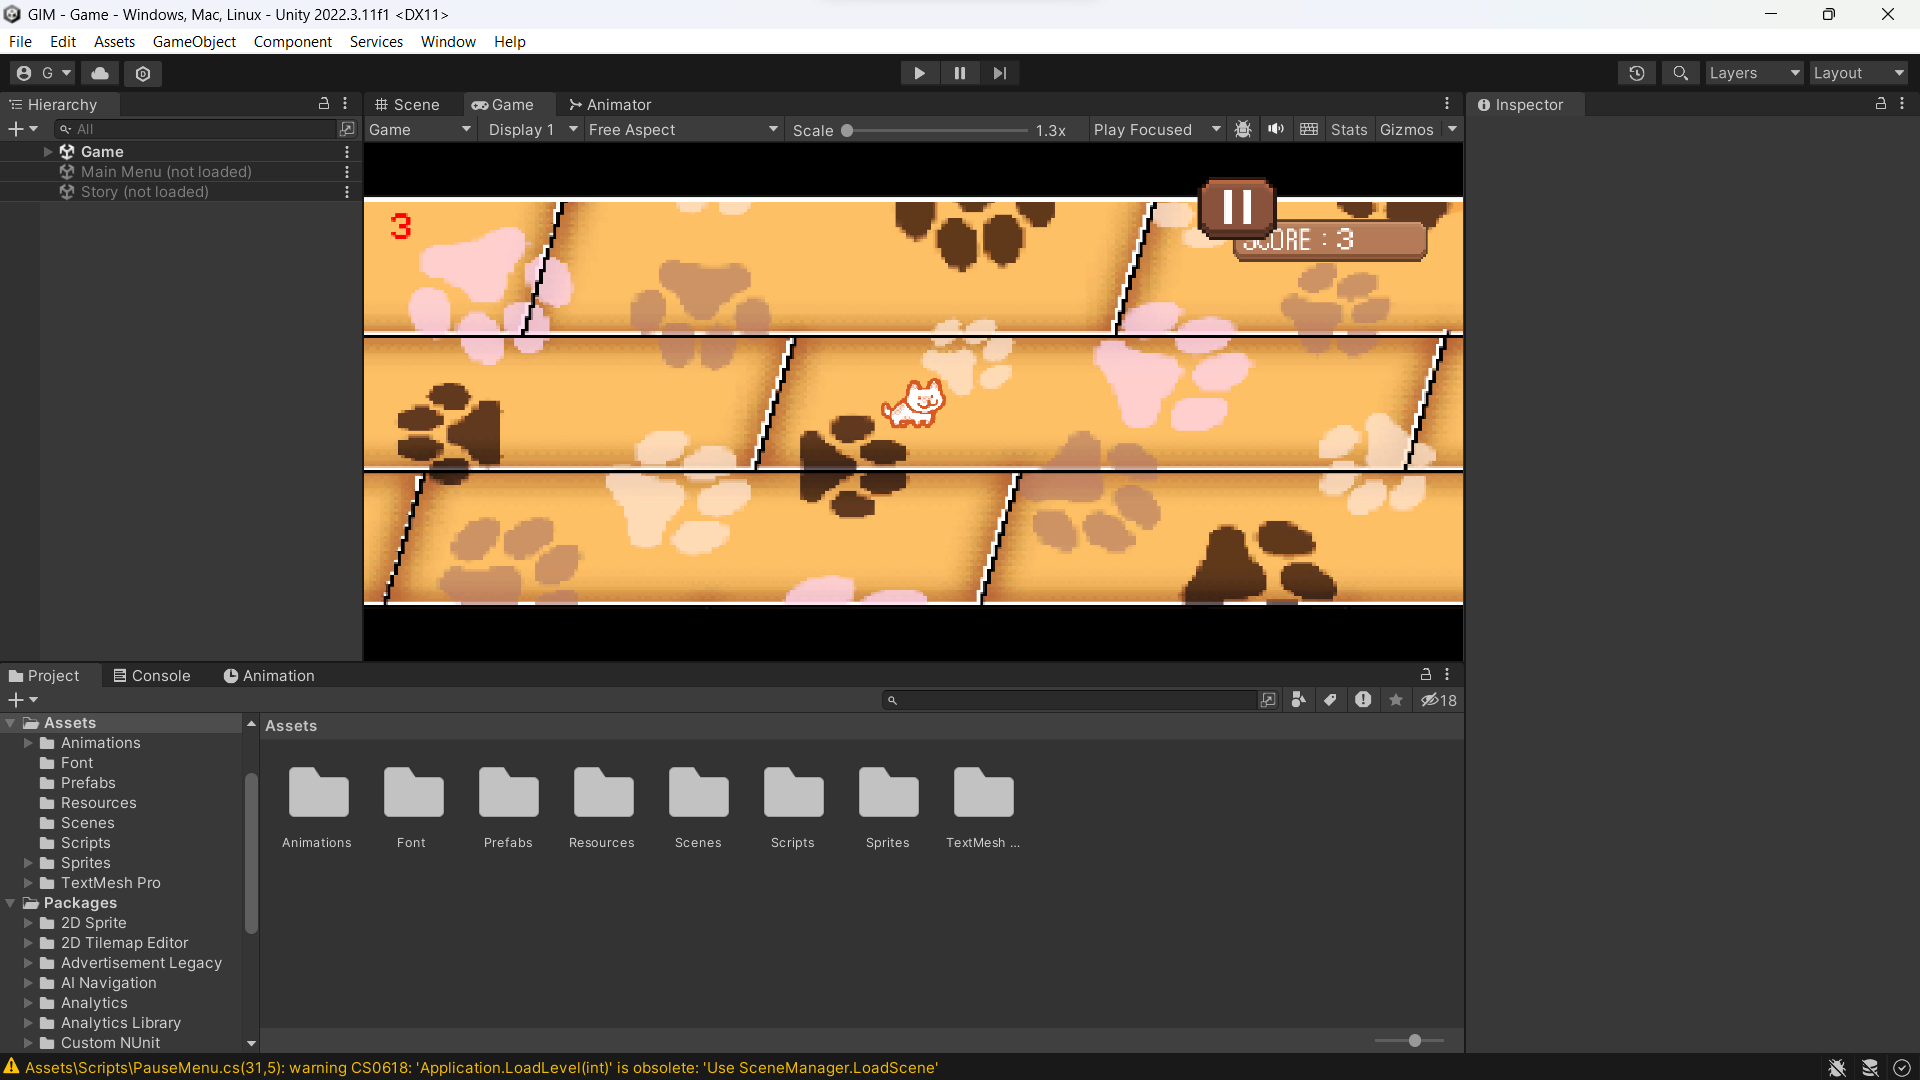 GIM - Game - Windows, Mac, Linux - Unity 2022.3.11f1 <DX11>
File Edit Assets GameObject Component Services Window Help
G Layers Layout
Hierarchy Scene Game Animator Inspector
All Game Display 1 Free Aspect Scale 1.3x Play Focused Stats Gizmos
Game
Main Menu (not loaded)
Story (not loaded)
3
SCORE : 3
Project Console Animation
18
Assets
Animations
Font
Prefabs
Resources
Scenes
Scripts
Sprites
TextMesh Pro
Packages
2D Sprite
2D Tilemap Editor
Advertisement Legacy
AI Navigation
Analytics
Analytics Library
Custom NUnit
Assets
Animations Font Prefabs Resources Scenes Scripts Sprites TextMesh ...
Assets\Scripts\PauseMenu.cs(31,5): warning CS0618: 'Application.LoadLevel(int)' is obsolete: 'Use SceneManager.LoadScene'